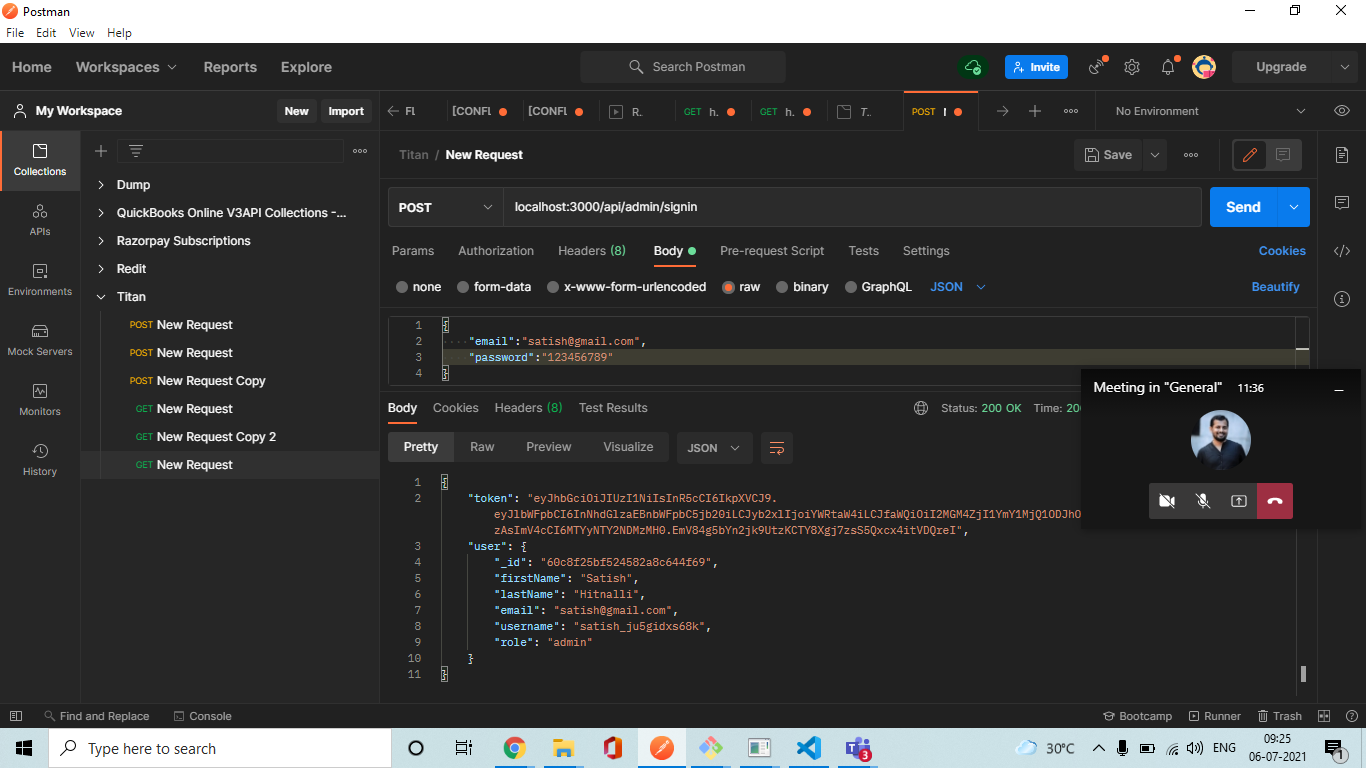 Postman
File Edit View Help
Home Workspaces Reports Explore Search Postman Invite Upgrade
My Workspace New Import
FL [CONFL [CONFL R. GET h. GET h. T.. POST No Environment
Collections
APIs
Environments
Mock Servers
Monitors
History
Dump
QuickBooks Online V3API Collections -...
Razorpay Subscriptions
Redit
Titan
POST New Request
POST New Request
POST New Request Copy
GET New Request
GET New Request Copy 2
GET New Request
Titan / New Request Save
POST localhost:3000/api/admin/signin Send
Params Authorization Headers (8) Body Pre-request Script Tests Settings Cookies
none form-data x-www-form-urlencoded raw binary GraphQL JSON Beautify
1 {
2 "email":"satish@gmail.com",
3 "password":"123456789"
4 }
Body Cookies Headers (8) Test Results Status: 200 OK Time: 20
Pretty Raw Preview Visualize JSON
1 {
2 "token": "eyJhbGciOiJIUzI1NiIsInR5cCI6IkpXVCJ9.
3 "user": {
4 "_id": "60c8f25bf524582a8c644f69",
5 "firstName": "Satish",
6 "lastName": "Hitnalli",
7 "email": "satish@gmail.com",
8 "username": "satish_ju5gidxs68k",
9 "role": "admin"
10 }
11 }
Meeting in "General" 11:36
Find and Replace Console Bootcamp Runner Trash
Type here to search 3 30°C ENG 09:25
06-07-2021 1